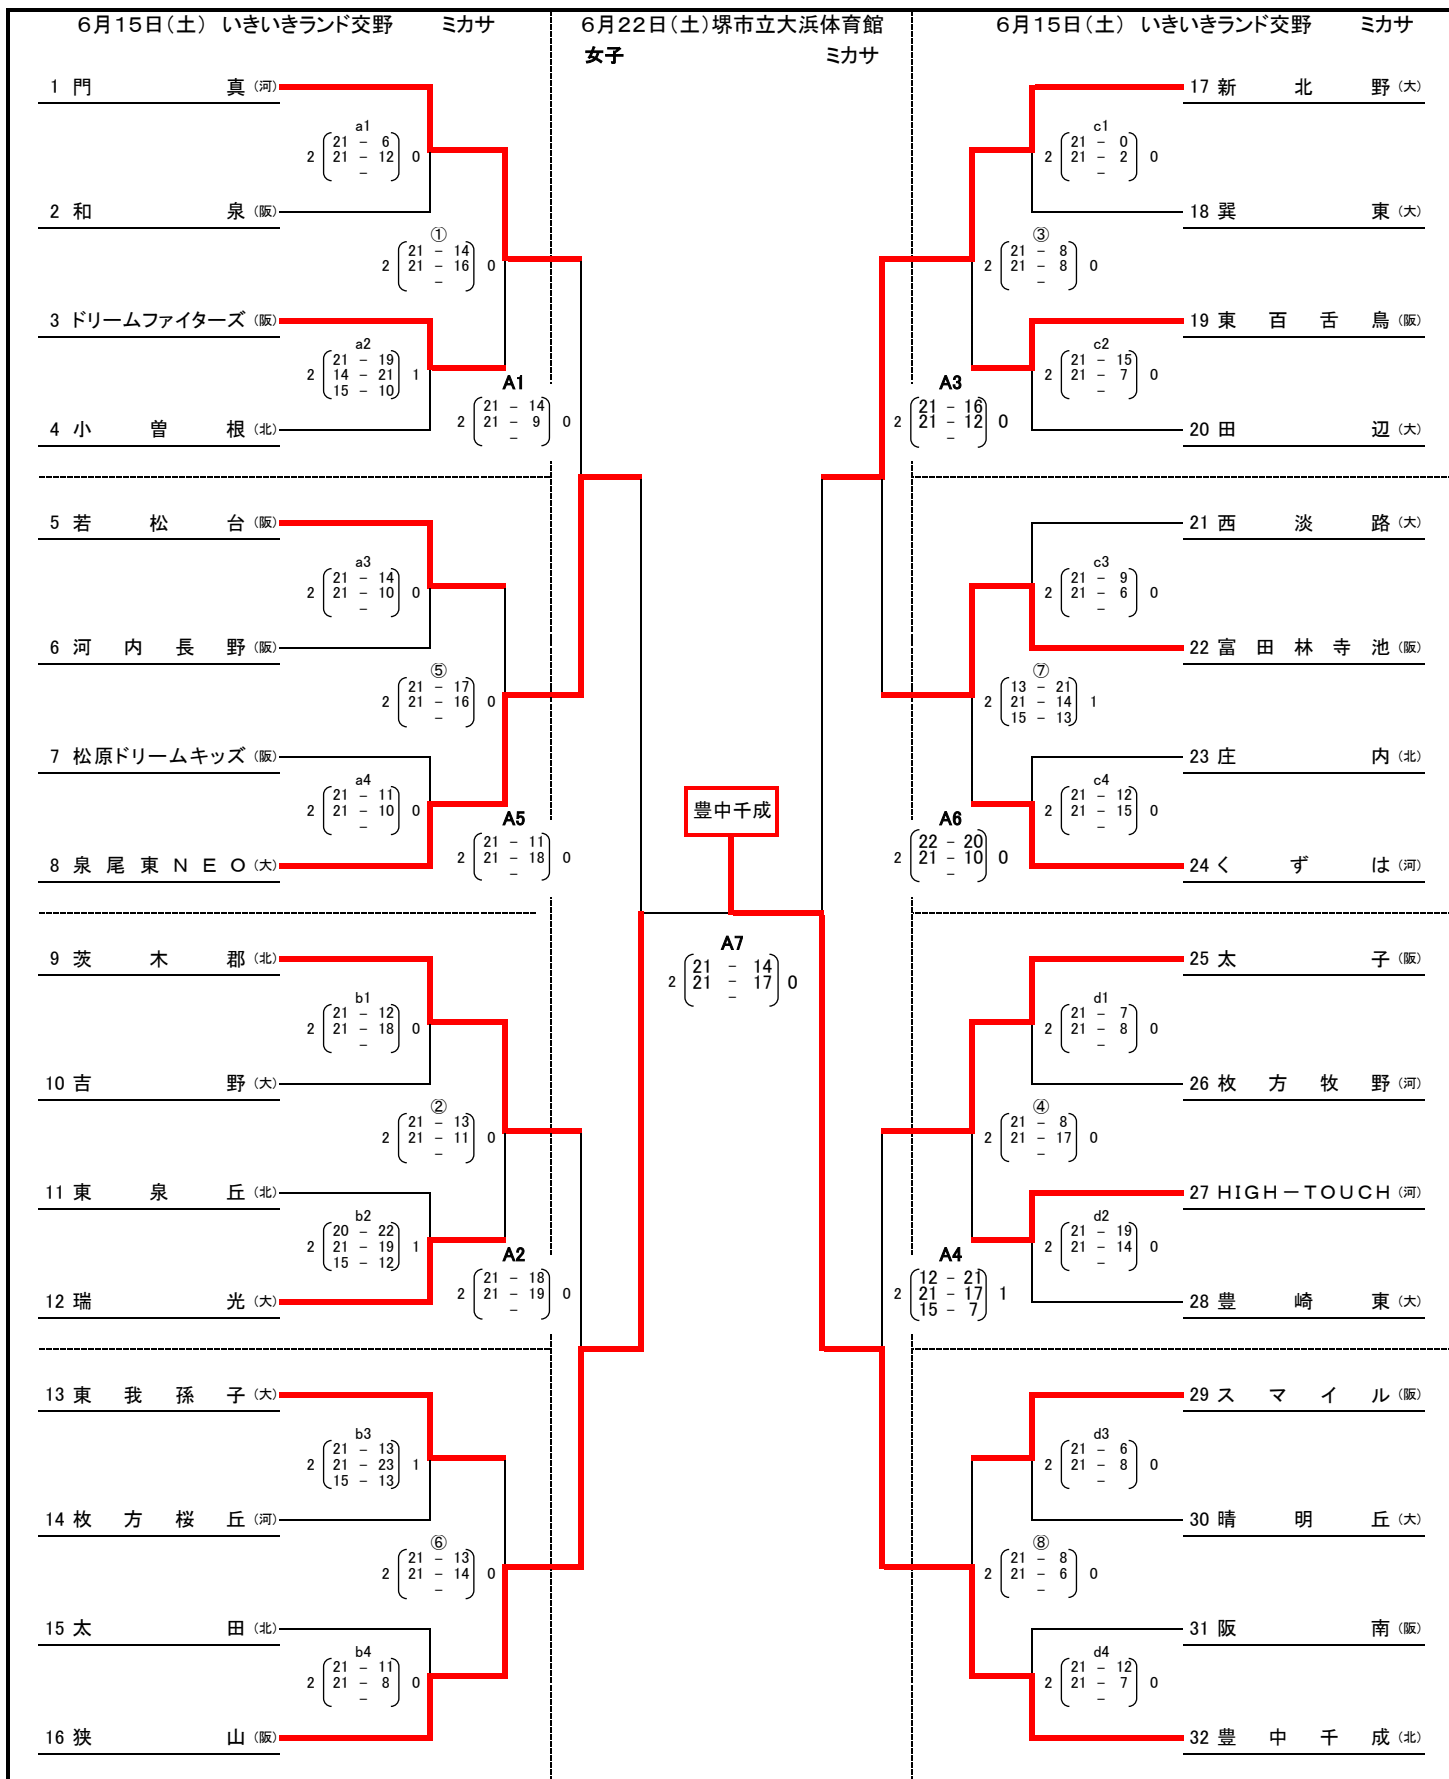 6月15日（土） いきいきランド交野 ミカサ
6月22日（土）堺市立大浜体育館
女子 ミカサ
6月15日（土） いきいきランド交野 ミカサ
1 門真（河）
a1
2 21 － 6 0
21 － 12
－
2 和泉（阪）
①
2 21 － 14 0
21 － 16
－
3 ドリームファイターズ（阪）
a2
2 21 － 19 1
14 － 21
15 － 10
4 小曽根（北）
A1
2 21 － 14 0
21 － 9
－
5 若松台（阪）
a3
2 21 － 14 0
21 － 10
－
6 河内長野（阪）
⑤
2 21 － 17 0
21 － 16
－
7 松原ドリームキッズ（阪）
a4
2 21 － 11 0
21 － 10
－
8 泉尾東ＮＥＯ（大）
A5
2 21 － 11 0
21 － 18
－
9 茨木郡（北）
b1
2 21 － 12 0
21 － 18
－
10 吉野（大）
②
2 21 － 13 0
21 － 11
－
11 東泉丘（北）
b2
2 20 － 22 1
21 － 19
15 － 12
12 瑞光（大）
A2
2 21 － 18 0
21 － 19
－
13 東我孫子（大）
b3
2 21 － 13 1
21 － 23
15 － 13
14 枚方桜丘（河）
⑥
2 21 － 13 0
21 － 14
－
15 太田（北）
b4
2 21 － 11 0
21 － 8
－
16 狭山（阪）
豊中千成
A7
2 21 － 14 0
21 － 17
－
17 新北野（大）
c1
2 21 － 0 0
21 － 2
－
18 巽東（大）
③
2 21 － 8 0
21 － 8
－
19 東百舌鳥（阪）
c2
2 21 － 15 0
21 － 7
－
20 田辺（大）
A3
2 21 － 16 0
21 － 12
－
21 西淡路（大）
c3
2 21 － 9 0
21 － 6
－
22 富田林寺池（阪）
⑦
2 13 － 21 1
21 － 14
15 － 13
23 庄内（北）
c4
2 21 － 12 0
21 － 15
－
24 くずは（河）
A6
2 22 － 20 0
21 － 10
－
25 太子（阪）
d1
2 21 － 7 0
21 － 8
－
26 枚方牧野（河）
④
2 21 － 8 0
21 － 17
－
27 ＨＩＧＨ－ＴＯＵＣＨ（河）
d2
2 21 － 19 0
21 － 14
－
28 豊崎東（大）
A4
2 12 － 21 1
21 － 17
15 － 7
29 スマイル（阪）
d3
2 21 － 6 0
21 － 8
－
30 晴明丘（大）
⑧
2 21 － 8 0
21 － 6
－
31 阪南（阪）
d4
2 21 － 12 0
21 － 7
－
32 豊中千成（北）